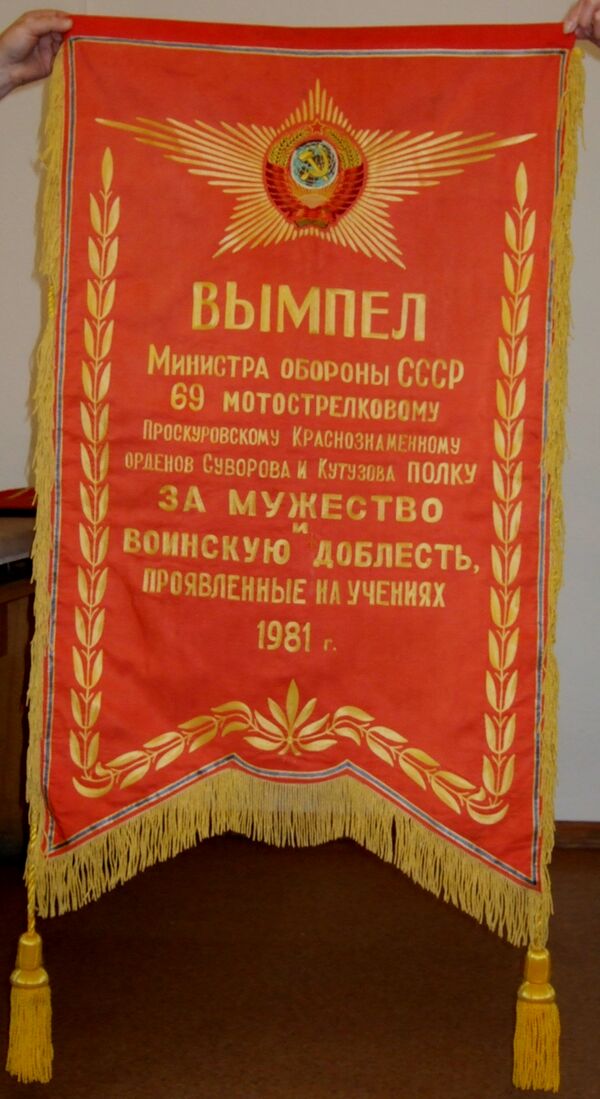 ВЫМПЕЛ
Министра обороны СССР
69 мотострелковому
Проскуровскому Краснознаменному
орденов Суворова и Кутузова полку
ЗА МУЖЕСТВО
И
ВОИНСКУЮ ДОБЛЕСТЬ,
ПРОЯВЛЕННЫЕ НА УЧЕНИЯХ
1981 г.